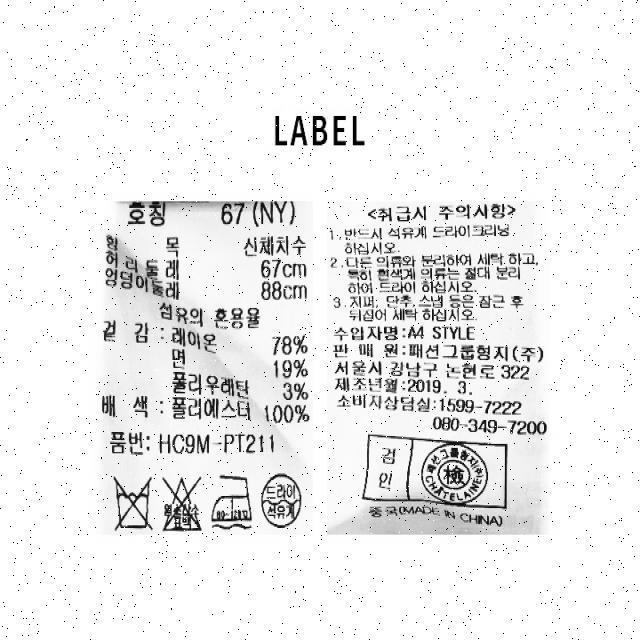 LABEL
호칭 67 (NY)
항 목 신체치수
허리둘레 67cm
엉덩이둘레 88cm
섬유의 혼용율
겉 감 : 레이온 78%
면 19%
폴리우레탄 3%
배 색 : 폴리에스터 100%
품번: HC9M-PT211
염소산소
표백
80~120℃
드라이
석유계
<취급시 주의사항>
1. 반드시 석유계 드라이크리닝
하십시오.
2. 다른 의류와 분리하여 세탁 하고,
특히 흰색계 의류는 절대 분리
하여 드라이 하십시오.
3. 지퍼, 단추, 스냅 등은 잠근 후
뒤집어 세탁 하십시오.
수입자명:A4 STYLE
판 매 원:패션그룹형지(주)
서울시 강남구 논현로 322
제조년월:2019. 3.
소비자상담실:1599-7222
080-349-7200
검
인
패션그룹형지(주)
檢
CHATELAINE
중국(MADE IN CHINA)